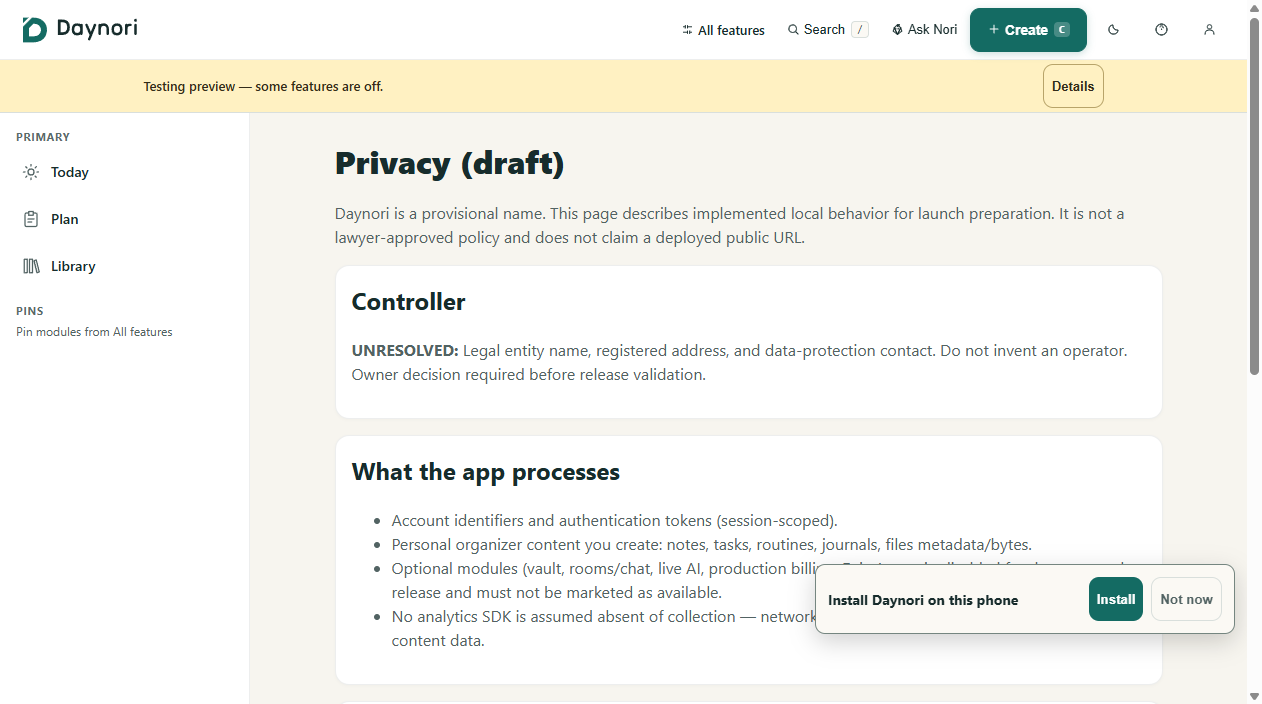 Daynori
All features
Search /
Ask Nori
+ Create C
Testing preview — some features are off.
Details
PRIMARY
Today
Plan
Library
PINS
Pin modules from All features
Privacy (draft)
Daynori is a provisional name. This page describes implemented local behavior for launch preparation. It is not a
lawyer-approved policy and does not claim a deployed public URL.
Controller
UNRESOLVED: Legal entity name, registered address, and data-protection contact. Do not invent an operator.
Owner decision required before release validation.
What the app processes
Account identifiers and authentication tokens (session-scoped).
Personal organizer content you create: notes, tasks, routines, journals, files metadata/bytes.
Optional modules (vault, rooms/chat, live AI, production
release and must not be marketed as available.
No analytics SDK is assumed absent of collection — network
content data.
Install Daynori on this phone
Install
Not now